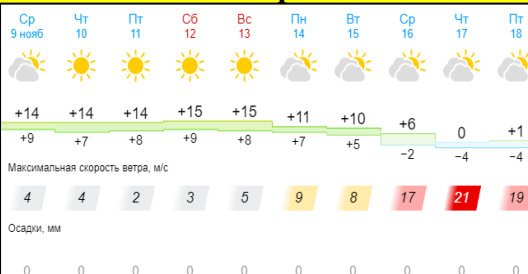 Ср Чт Пт Сб Вс Пн Вт Ср Чт Пт
9 нояб 10 11 12 13 14 15 16 17 18
+14 +14 +14 +15 +15 +11 +10 +6 0 +1
+9 +7 +8 +9 +8 +7 +5 −2 −4 −4
Максимальная скорость ветра, м/с
4 4 2 3 5 9 8 17 21 19
Осадки, мм
0 0 0 0 0 0 0 0 0 0